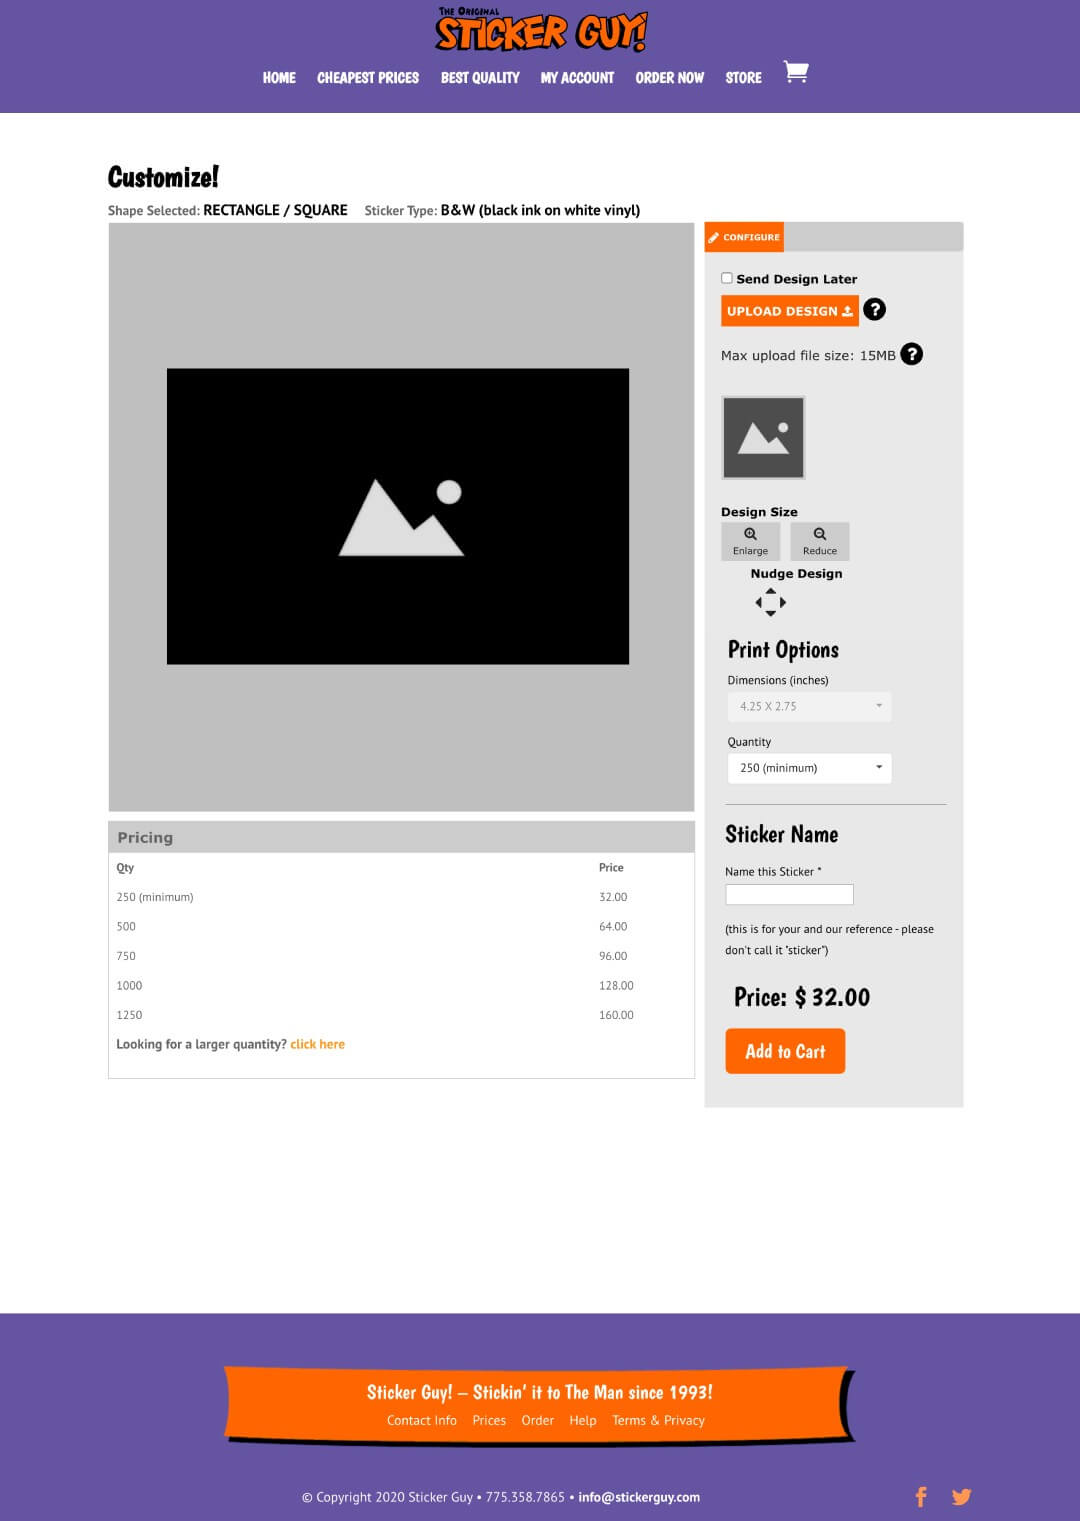 THE ORIGINAL
STICKER GUY!
HOME CHEAPEST PRICES BEST QUALITY MY ACCOUNT ORDER NOW STORE
Customize!
Shape Selected: RECTANGLE / SQUARE Sticker Type: B&W (black ink on white vinyl)
CONFIGURE
Send Design Later
UPLOAD DESIGN ?
Max upload file size: 15MB ?
Design Size
Enlarge Reduce
Nudge Design
Print Options
Dimensions (inches)
4.25 X 2.75
Quantity
250 (minimum)
Sticker Name
Name this Sticker *
(this is for your and our reference - please
don't call it "sticker")
Price: $ 32.00
Add to Cart
Pricing
Qty Price
250 (minimum) 32.00
500 64.00
750 96.00
1000 128.00
1250 160.00
Looking for a larger quantity? click here
Sticker Guy! – Stickin' it to The Man since 1993!
Contact Info Prices Order Help Terms & Privacy
© Copyright 2020 Sticker Guy • 775.358.7865 • info@stickerguy.com